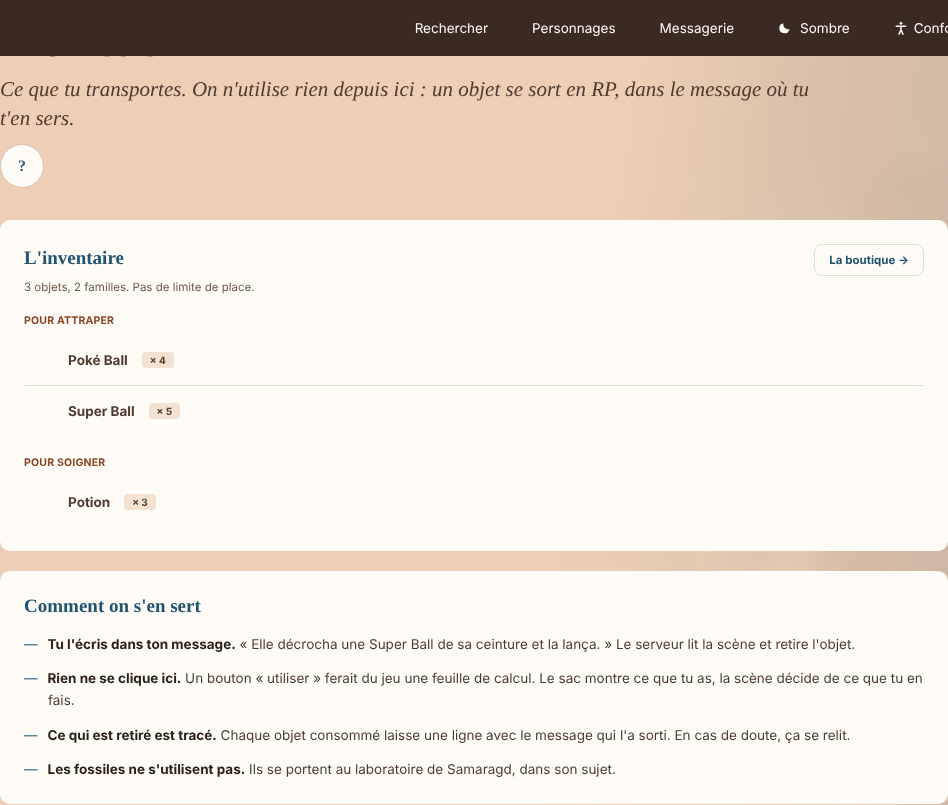 Rechercher Personnages Messagerie Sombre
Ce que tu transportes. On n'utilise rien depuis ici : un objet se sort en RP, dans le message où tu
t'en sers.
?
L'inventaire
La boutique →
3 objets, 2 familles. Pas de limite de place.
POUR ATTRAPER
Poké Ball × 4
Super Ball × 5
POUR SOIGNER
Potion × 3
Comment on s'en sert
— Tu l'écris dans ton message. « Elle décrocha une Super Ball de sa ceinture et la lança. » Le serveur lit la scène et retire l'objet.
— Rien ne se clique ici. Un bouton « utiliser » ferait du jeu une feuille de calcul. Le sac montre ce que tu as, la scène décide de ce que tu en
fais.
— Ce qui est retiré est tracé. Chaque objet consommé laisse une ligne avec le message qui l'a sorti. En cas de doute, ça se relit.
— Les fossiles ne s'utilisent pas. Ils se portent au laboratoire de Samaragd, dans son sujet.